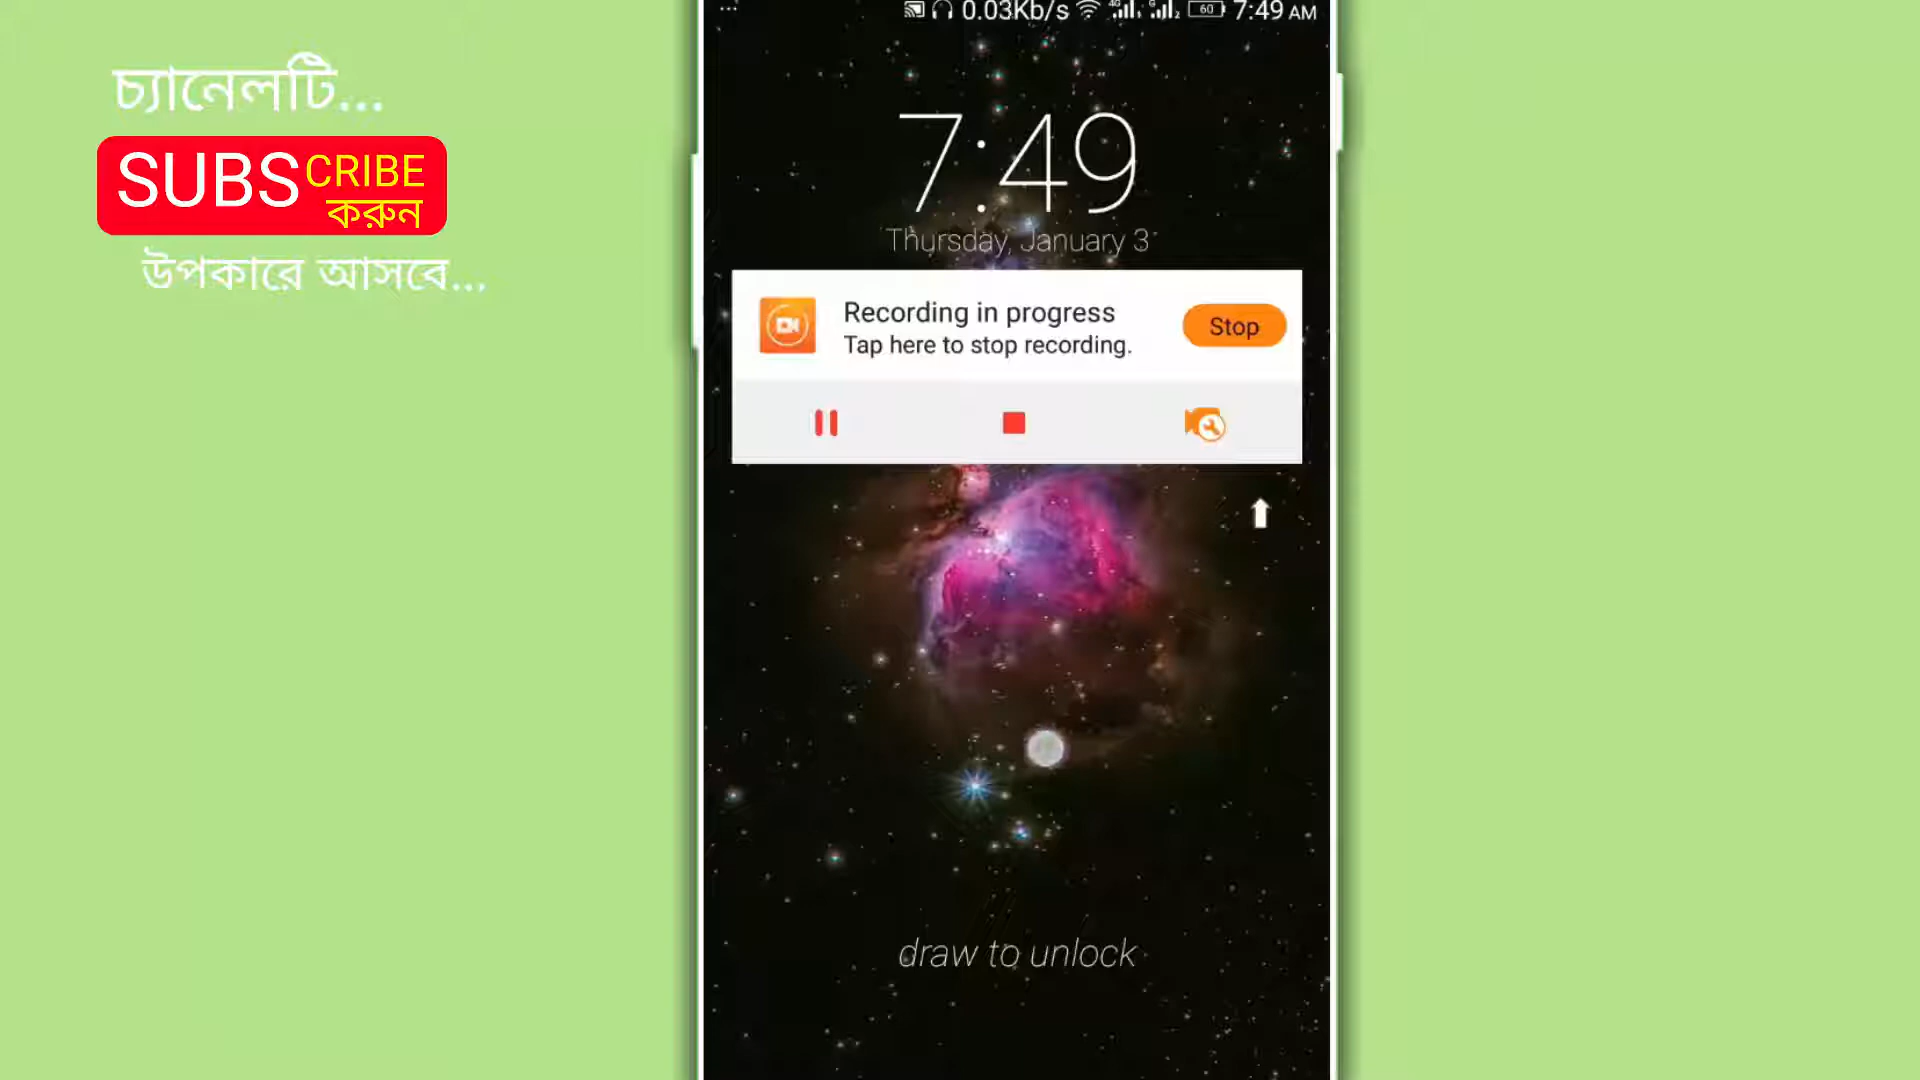 ... 0.03Kb/s 4G G 60 7:49 AM
চ্যানেলটি...
SUBSCRIBE
করুন
উপকারে আসবে...
7:49
Thursday, January 3
Recording in progress
Tap here to stop recording.
Stop
draw to unlock